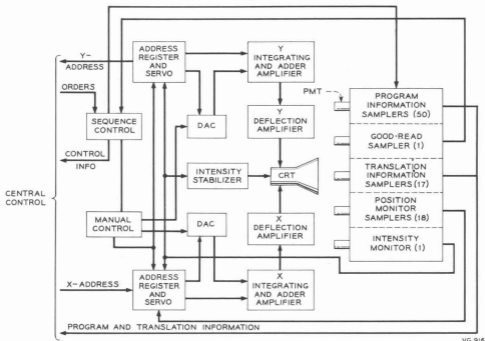 Y-
ADDRESS
ORDERS
CONTROL
INFO
CENTRAL
CONTROL
X-ADDRESS
PROGRAM AND TRANSLATION INFORMATION
SEQUENCE
CONTROL
MANUAL
CONTROL
ADDRESS
REGISTER
AND
SERVO
DAC
INTENSITY
STABILIZER
DAC
ADDRESS
REGISTER
AND
SERVO
Y
INTEGRATING
AND ADDER
AMPLIFIER
Y
DEFLECTION
AMPLIFIER
CRT
X
DEFLECTION
AMPLIFIER
X
INTEGRATING
AND ADDER
AMPLIFIER
PMT
PROGRAM
INFORMATION
SAMPLERS (50)
GOOD-READ
SAMPLER (1)
TRANSLATION
INFORMATION
SAMPLERS (17)
POSITION
MONITOR
SAMPLERS (18)
INTENSITY
MONITOR (1)
VG 916